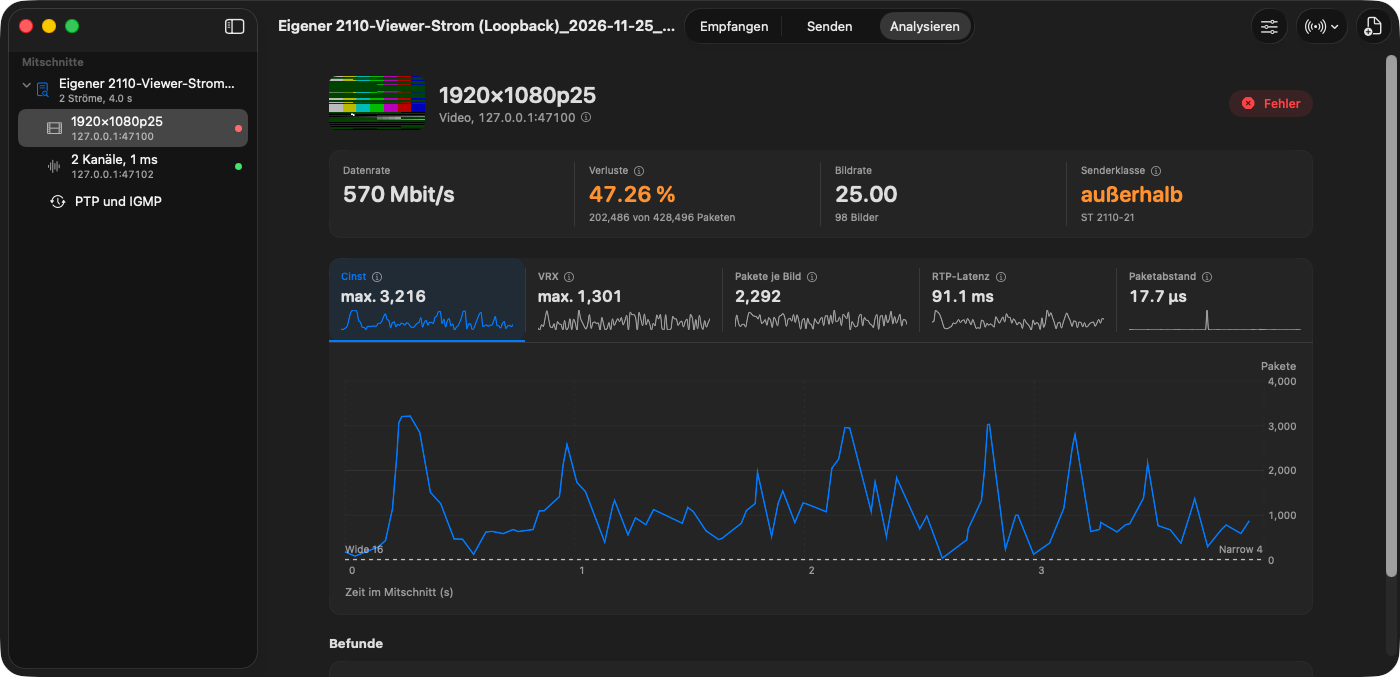 Eigener 2110-Viewer-Strom (Loopback)_2026-11-25_...
Empfangen
Senden
Analysieren
Mitschnitte
Eigener 2110-Viewer-Strom...
2 Ströme, 4.0 s
1920×1080p25
127.0.0.1:47100
2 Kanäle, 1 ms
127.0.0.1:47102
PTP und IGMP
1920×1080p25
Video, 127.0.0.1:47100
Fehler
Datenrate
570 Mbit/s
Verluste
47.26 %
202,486 von 428,496 Paketen
Bildrate
25.00
98 Bilder
Senderklasse
außerhalb
ST 2110-21
Cinst
max. 3,216
VRX
max. 1,301
Pakete je Bild
2,292
RTP-Latenz
91.1 ms
Paketabstand
17.7 µs
Pakete
4,000
3,000
2,000
1,000
Wide 16
Narrow 4
0
0
1
2
3
Zeit im Mitschnitt (s)
Befunde